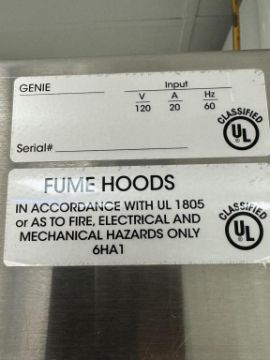 GENIE
Input
V A Hz
120 20 60
CLASSIFIED
UL
Serial#
FUME HOODS
IN ACCORDANCE WITH UL 1805
or AS TO FIRE, ELECTRICAL AND
MECHANICAL HAZARDS ONLY
6HA1
CLASSIFIED
UL